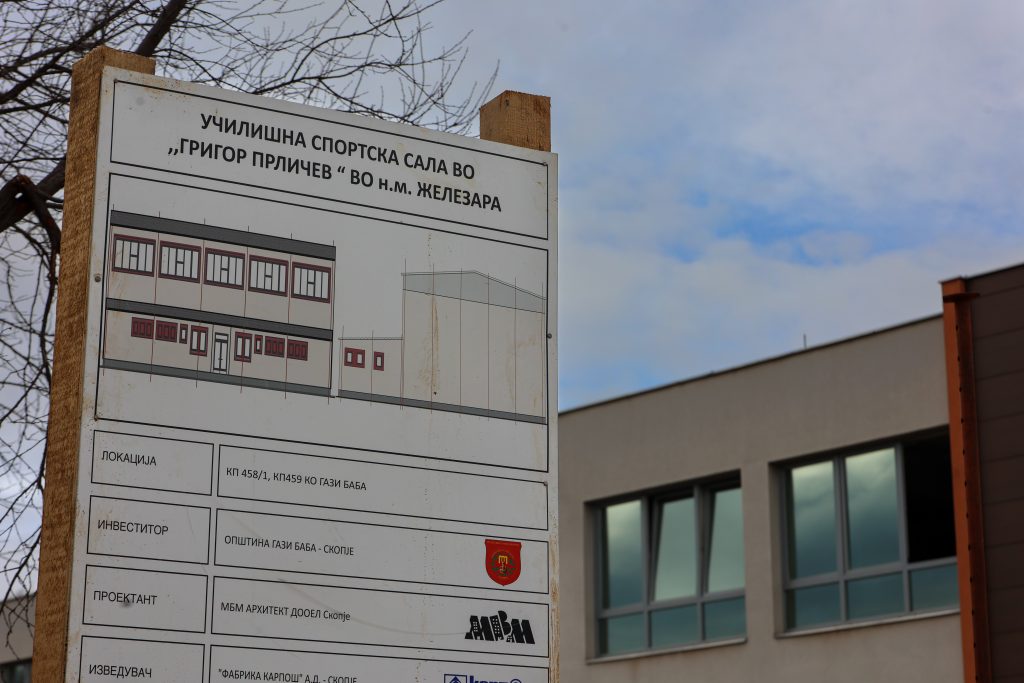 УЧИЛИШНА СПОРТСКА САЛА ВО
,,ГРИГОР ПРЛИЧЕВ “ ВО н.м. ЖЕЛЕЗАРА
ЛОКАЦИЈА
КП 458/1, КП459 КО ГАЗИ БАБА
ИНВЕСТИТОР
ОПШТИНА ГАЗИ БАБА - СКОПЈЕ
ПРОЕКТАНТ
МБМ АРХИТЕКТ ДООЕЛ Скопје
МВМ
ИЗВЕДУВАЧ
"ФАБРИКА КАРПОШ" А.Д. - СКОПЈЕ